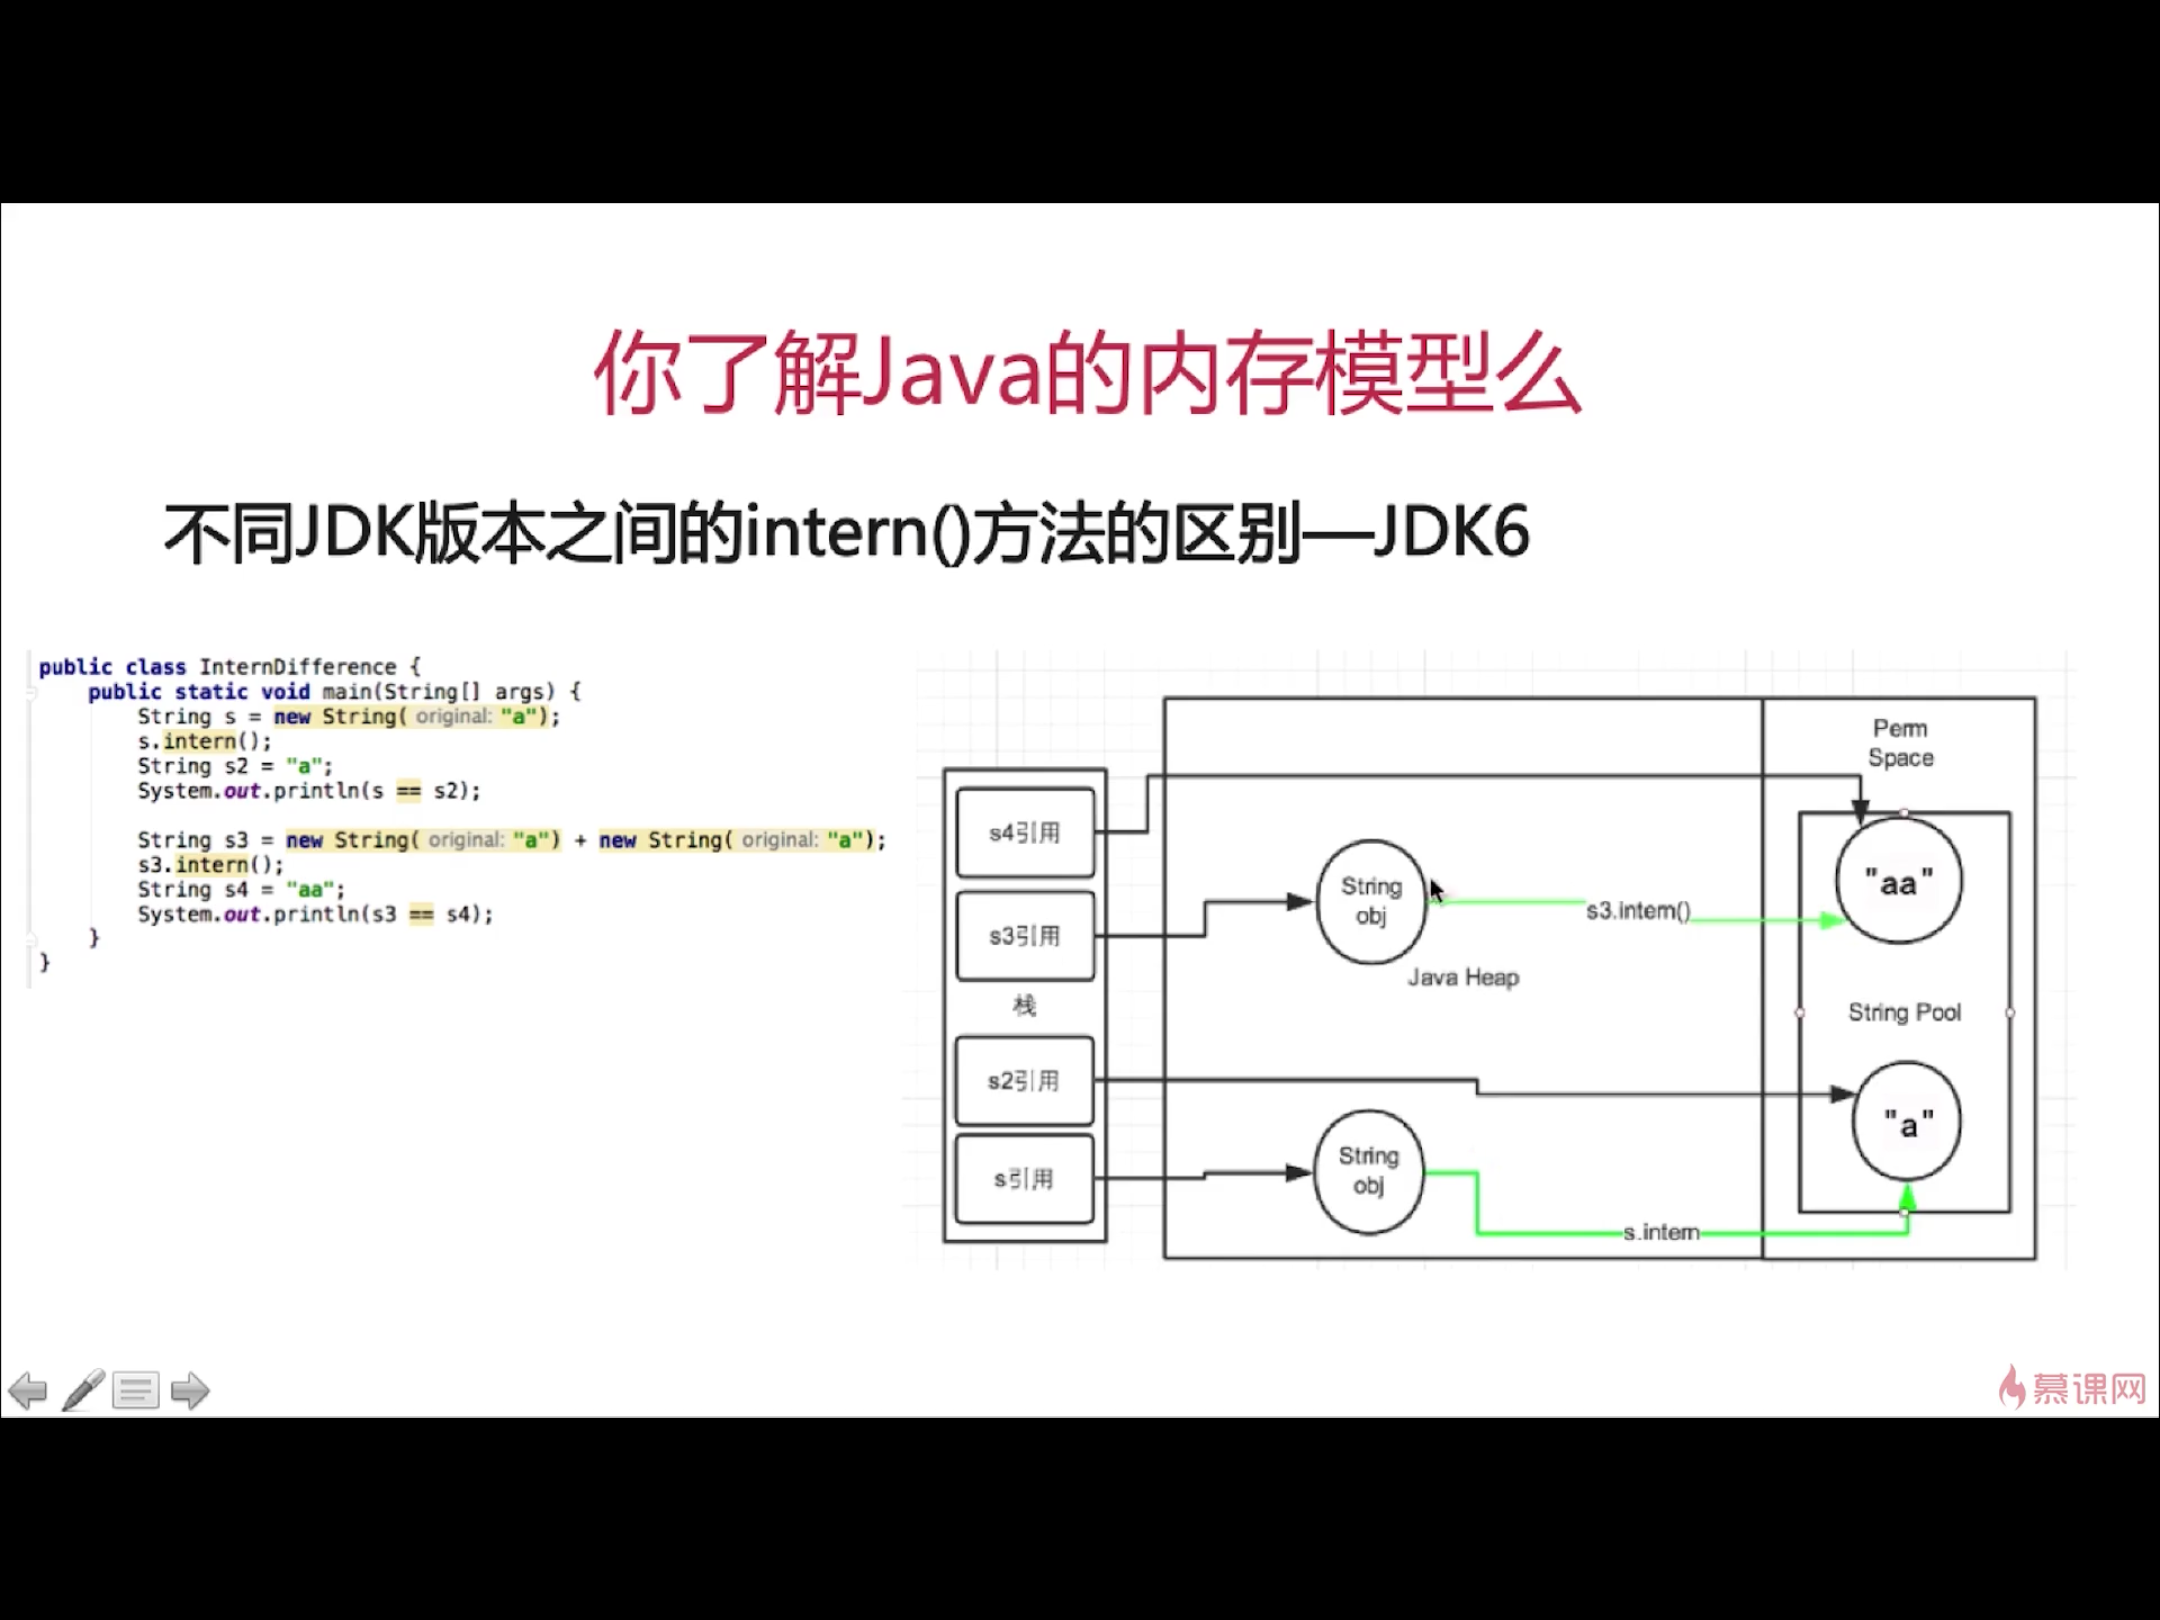 你了解Java的内存模型么
不同JDK版本之间的intern()方法的区别—JDK6
public class InternDifference {
public static void main(String[] args) {
String s = new String( original: "a");
s.intern();
String s2 = "a";
System.out.println(s == s2);
String s3 = new String( original: "a") + new String( original: "a");
s3.intern();
String s4 = "aa";
System.out.println(s3 == s4);
}
}
Perm
Space
s4引用
String
obj
"aa"
s3.intern()
s3引用
Java Heap
栈
String Pool
s2引用
"a"
String
obj
s引用
s.intern
慕课网